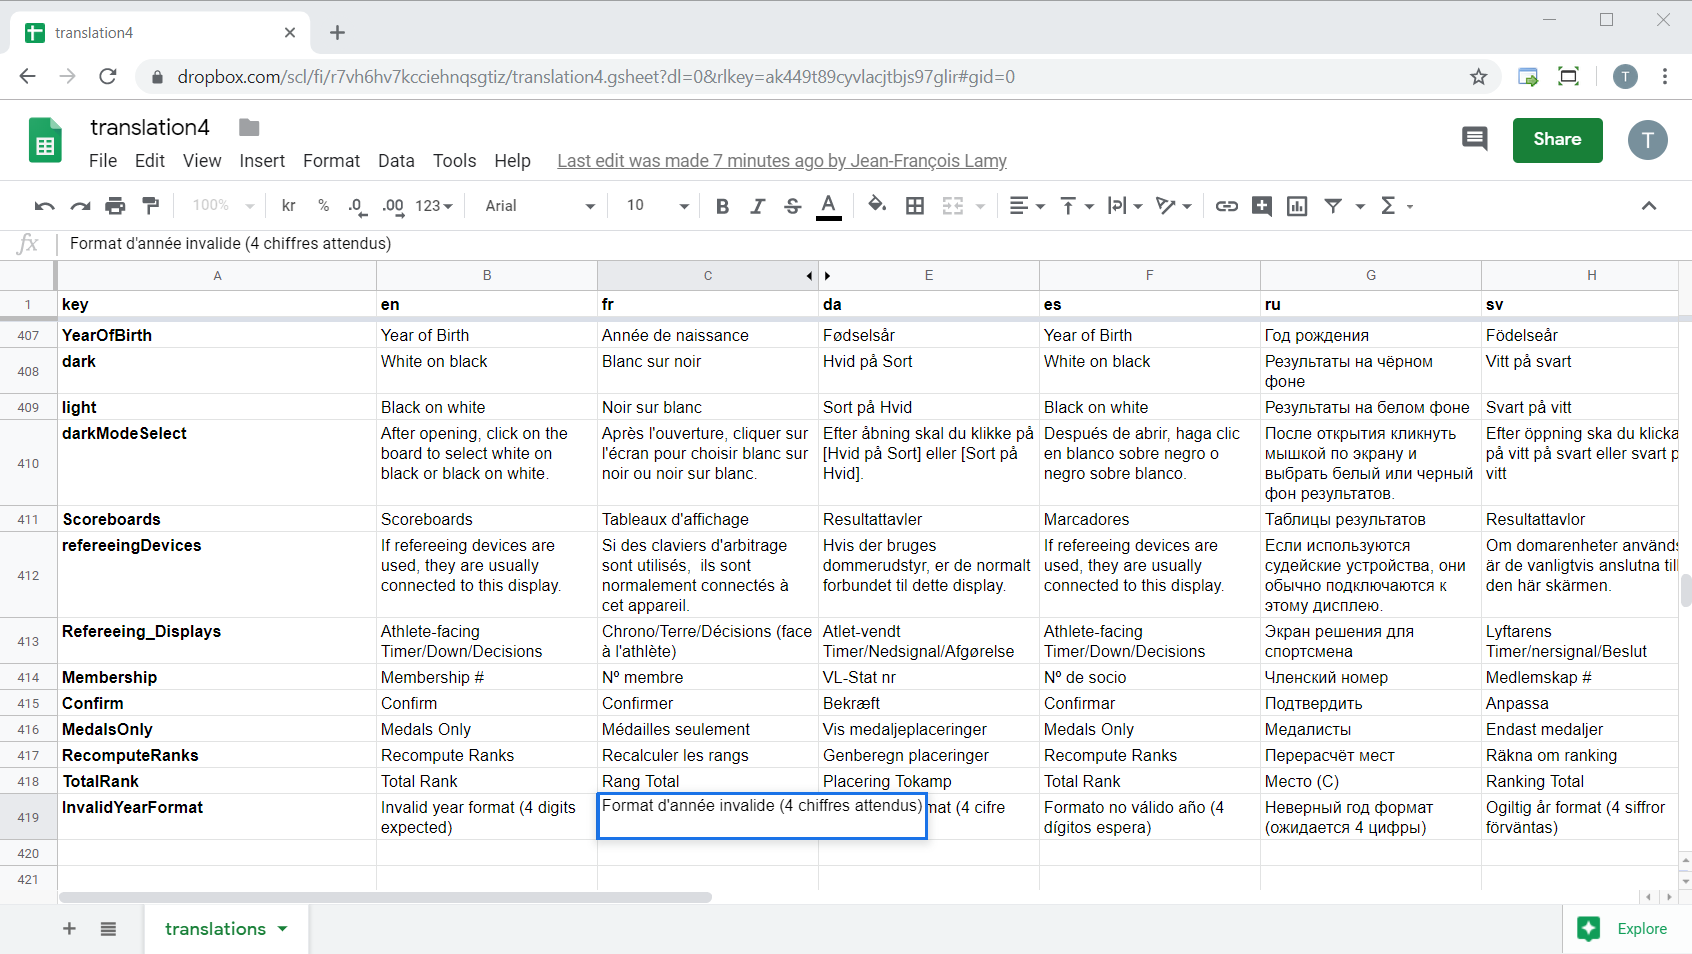 translation4
dropbox.com/scl/fi/r7vh6hv7kcciehnqsgtiz/translation4.gsheet?dl=0&rlkey=ak449t89cyvlacjtbjs97glir#gid=0
T
translation4
File Edit View Insert Format Data Tools Help Last edit was made 7 minutes ago by Jean-François Lamy
Share
T
100% kr % .0 .00 123 Arial 10 B I S A Σ
fx Format d'année invalide (4 chiffres attendus)
A B C E F G H
1 key en fr da es ru sv
407 YearOfBirth Year of Birth Année de naissance Fødselsår Year of Birth Год рождения Födelseår
408 dark White on black Blanc sur noir Hvid på Sort White on black Результаты на чёрном Vitt på svart
фоне
409 light Black on white Noir sur blanc Sort på Hvid Black on white Результаты на белом фоне Svart på vitt
410 darkModeSelect After opening, click on the Après l'ouverture, cliquer sur Efter åbning skal du klikke på Después de abrir, haga clic После открытия кликнуть Efter öppning ska du klicka
board to select white on l'écran pour choisir blanc sur [Hvid på Sort] eller [Sort på en blanco sobre negro o мышкой по экрану и på vitt på svart eller svart p
black or black on white. noir ou noir sur blanc. Hvid]. negro sobre blanco. выбрать белый или черный vitt
фон результатов.
411 Scoreboards Scoreboards Tableaux d'affichage Resultattavler Marcadores Таблицы результатов Resultattavlor
412 refereeingDevices If refereeing devices are Si des claviers d'arbitrage Hvis der bruges If refereeing devices are Если используются Om domarenheter används
used, they are usually sont utilisés, ils sont dommerudstyr, er de normalt used, they are usually судейские устройства, они är de vanligtvis anslutna till
connected to this display. normalement connectés à forbundet til dette display. connected to this display. обычно подключаются к den här skärmen.
cet appareil. этому дисплею.
413 Refereeing_Displays Athlete-facing Chrono/Terre/Décisions (face Atlet-vendt Athlete-facing Экран решения для Lyftarens
Timer/Down/Decisions à l'athlète) Timer/Nedsignal/Afgørelse Timer/Down/Decisions спортсмена Timer/nersignal/Beslut
414 Membership Membership # Nº membre VL-Stat nr Nº de socio Членский номер Medlemskap #
415 Confirm Confirm Confirmer Bekræft Confirmar Подтвердить Anpassa
416 MedalsOnly Medals Only Médailles seulement Vis medaljeplaceringer Medals Only Медалисты Endast medaljer
417 RecomputeRanks Recompute Ranks Recalculer les rangs Genberegn placeringer Recompute Ranks Перерасчёт мест Räkna om ranking
418 TotalRank Total Rank Rang Total Placering Tokamp Total Rank Место (С) Ranking Total
419 InvalidYearFormat Invalid year format (4 digits Format d'année invalide (4 chiffres attendus) mat (4 cifre Formato no válido año (4 Неверный год формат Ogiltig år format (4 siffror
expected) dígitos espera) (ожидается 4 цифры) förväntas)
420
421
translations Explore